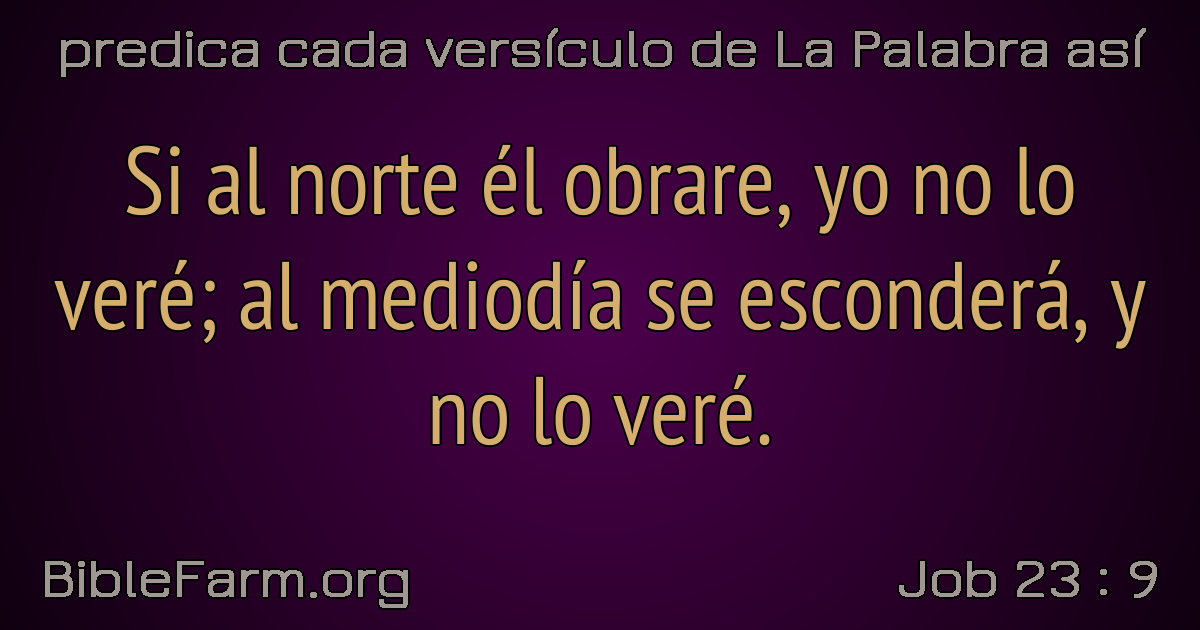 predica cada versículo de La Palabra así
Si al norte él obrare, yo no lo
veré; al mediodía se esconderá, y
no lo veré.
BibleFarm.org
Job 23 : 9